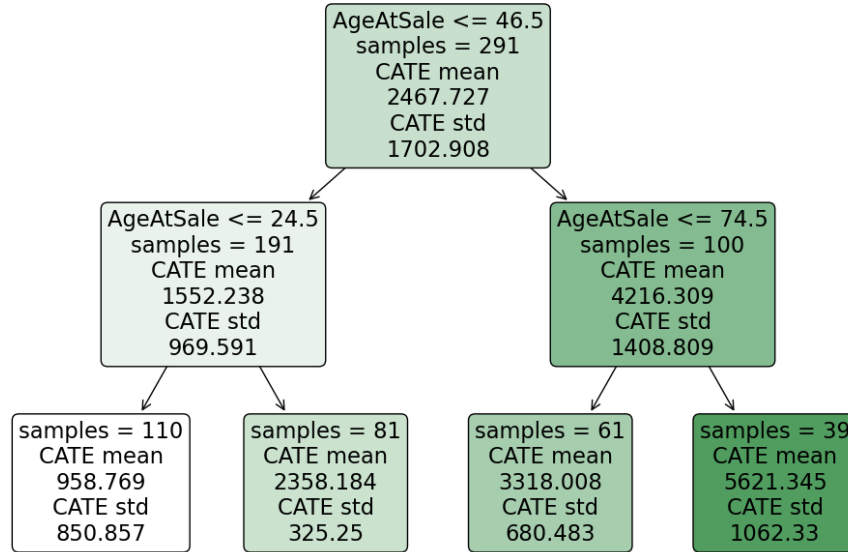 AgeAtSale <= 46.5
samples = 291
CATE mean
2467.727
CATE std
1702.908
AgeAtSale <= 24.5
samples = 191
CATE mean
1552.238
CATE std
969.591
AgeAtSale <= 74.5
samples = 100
CATE mean
4216.309
CATE std
1408.809
samples = 110
CATE mean
958.769
CATE std
850.857
samples = 81
CATE mean
2358.184
CATE std
325.25
samples = 61
CATE mean
3318.008
CATE std
680.483
samples = 39
CATE mean
5621.345
CATE std
1062.33